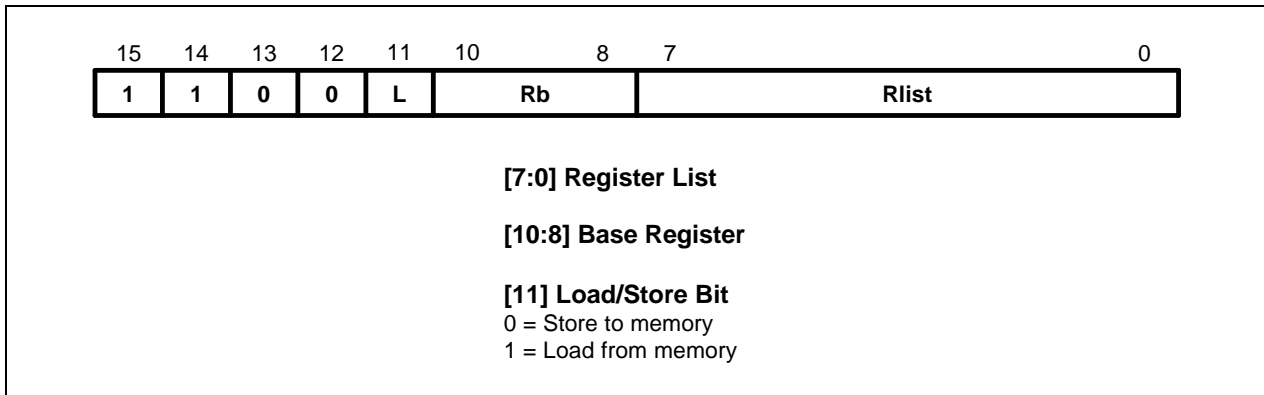 15 14 13 12 11 10 8 7 0
1 1 0 0 L Rb Rlist
[7:0] Register List
[10:8] Base Register
[11] Load/Store Bit
0 = Store to memory
1 = Load from memory